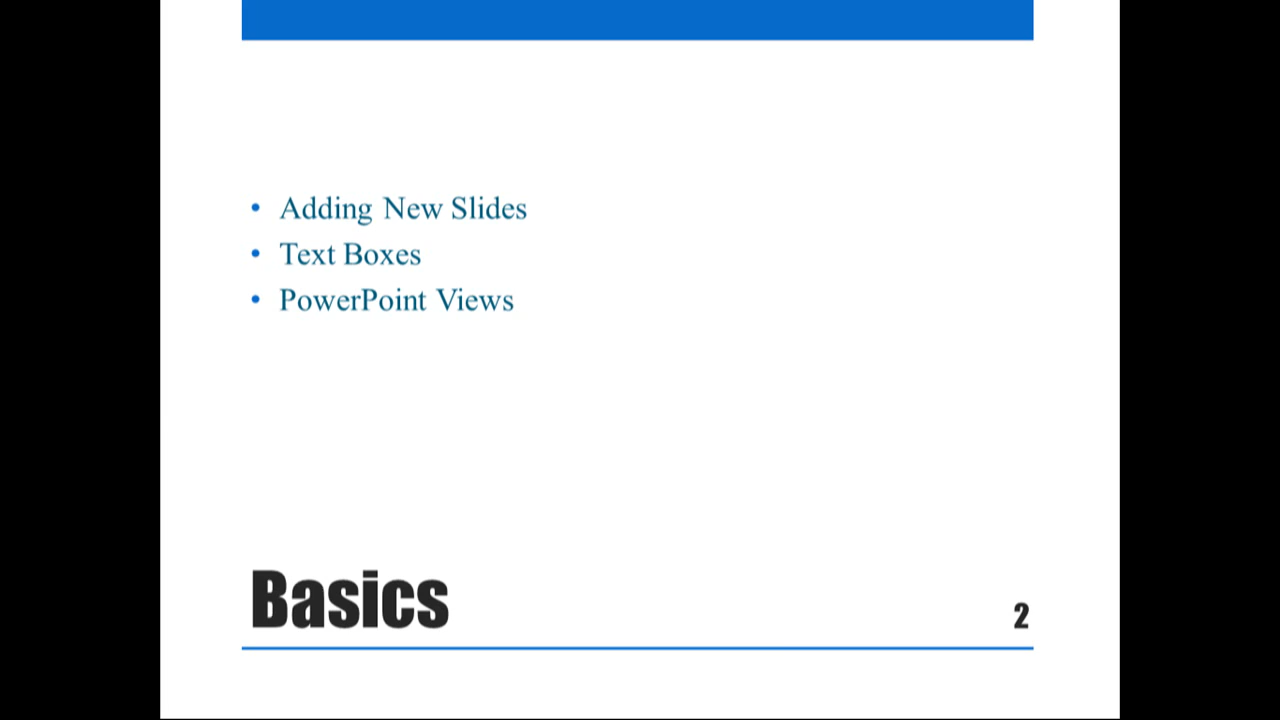 • Adding New Slides
• Text Boxes
• PowerPoint Views
Basics
2